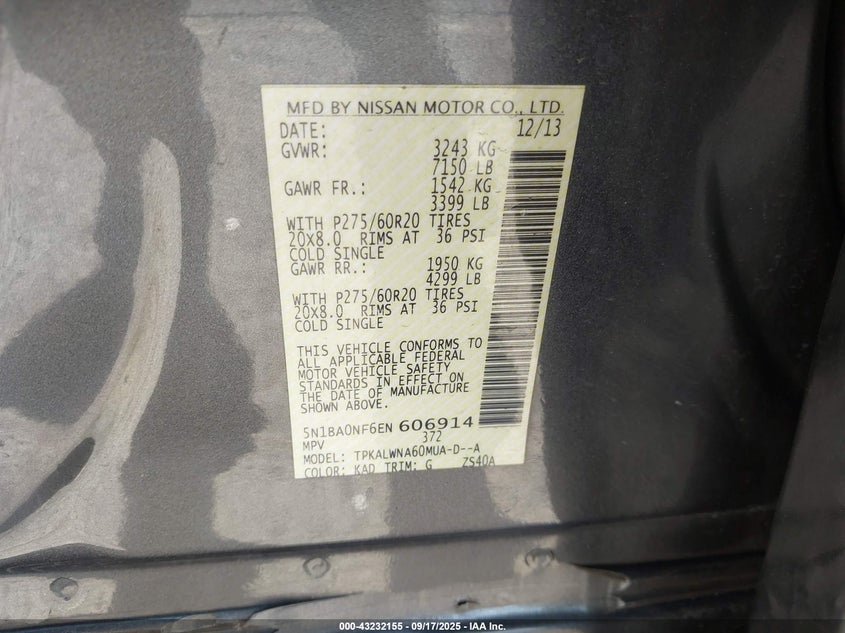 MFD BY NISSAN MOTOR CO., LTD.
DATE: 12/13
GVWR: 3243 KG
7150 LB
GAWR FR.: 1542 KG
3399 LB
WITH P275/60R20 TIRES
20X8.0 RIMS AT 36 PSI
COLD SINGLE
GAWR RR.: 1950 KG
4299 LB
WITH P275/60R20 TIRES
20X8.0 RIMS AT 36 PSI
COLD SINGLE
THIS VEHICLE CONFORMS TO
ALL APPLICABLE FEDERAL
MOTOR VEHICLE SAFETY
STANDARDS IN EFFECT ON
THE DATE OF MANUFACTURE
SHOWN ABOVE.
5N1BA0NF6EN 606914
MPV 372
MODEL: TPKALWNA60MUA-D--A
COLOR: KAD TRIM: G ZS40A
000-43232155 - 09/17/2025 - IAA Inc.